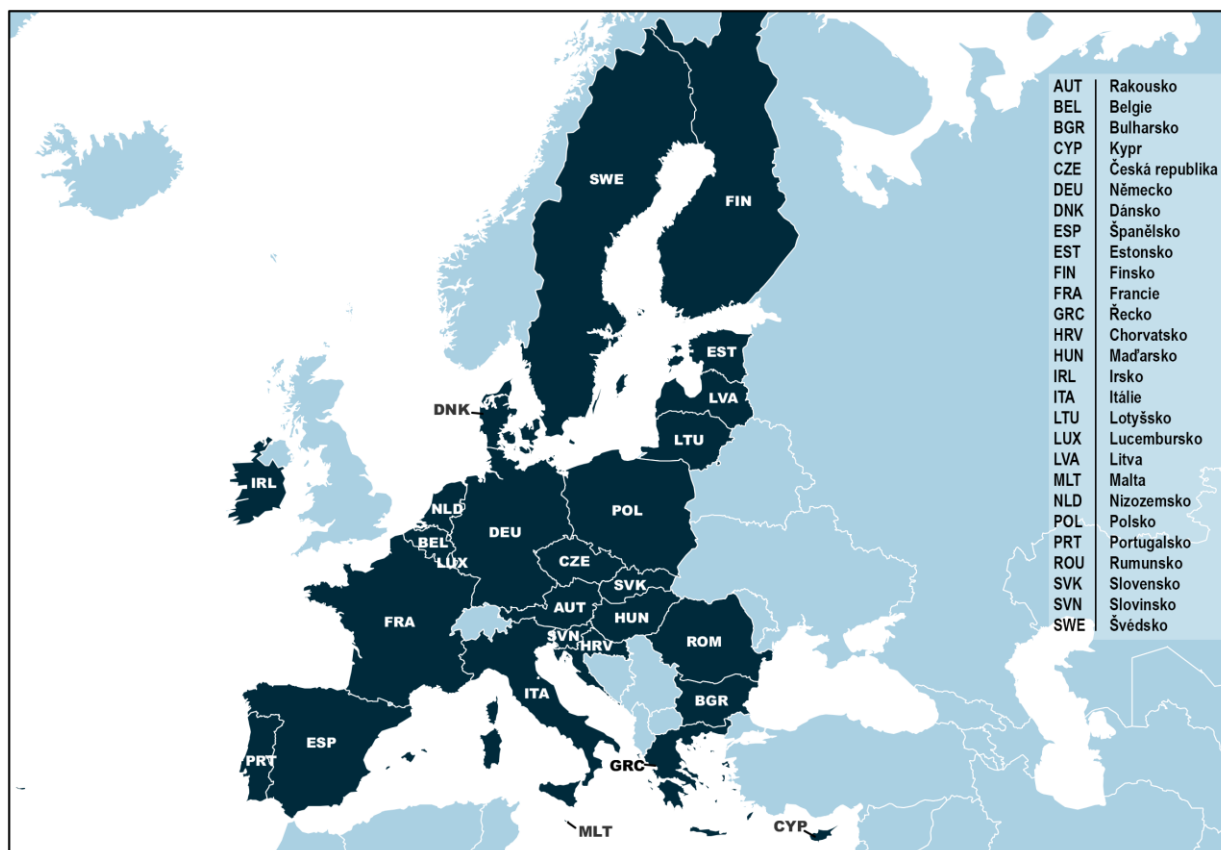 SWE
FIN
EST
LVA
DNK
LTU
IRL
NLD
POL
DEU
BEL
LUX
CZE
SVK
AUT
HUN
FRA
SVN
HRV
ROM
ITA
BGR
ESP
PRT
GRC
MLT
CYP
AUT Rakousko
BEL Belgie
BGR Bulharsko
CYP Kypr
CZE Česká republika
DEU Německo
DNK Dánsko
ESP Španělsko
EST Estonsko
FIN Finsko
FRA Francie
GRC Řecko
HRV Chorvatsko
HUN Maďarsko
IRL Irsko
ITA Itálie
LTU Lotyšsko
LUX Lucembursko
LVA Litva
MLT Malta
NLD Nizozemsko
POL Polsko
PRT Portugalsko
ROU Rumunsko
SVK Slovensko
SVN Slovinsko
SWE Švédsko